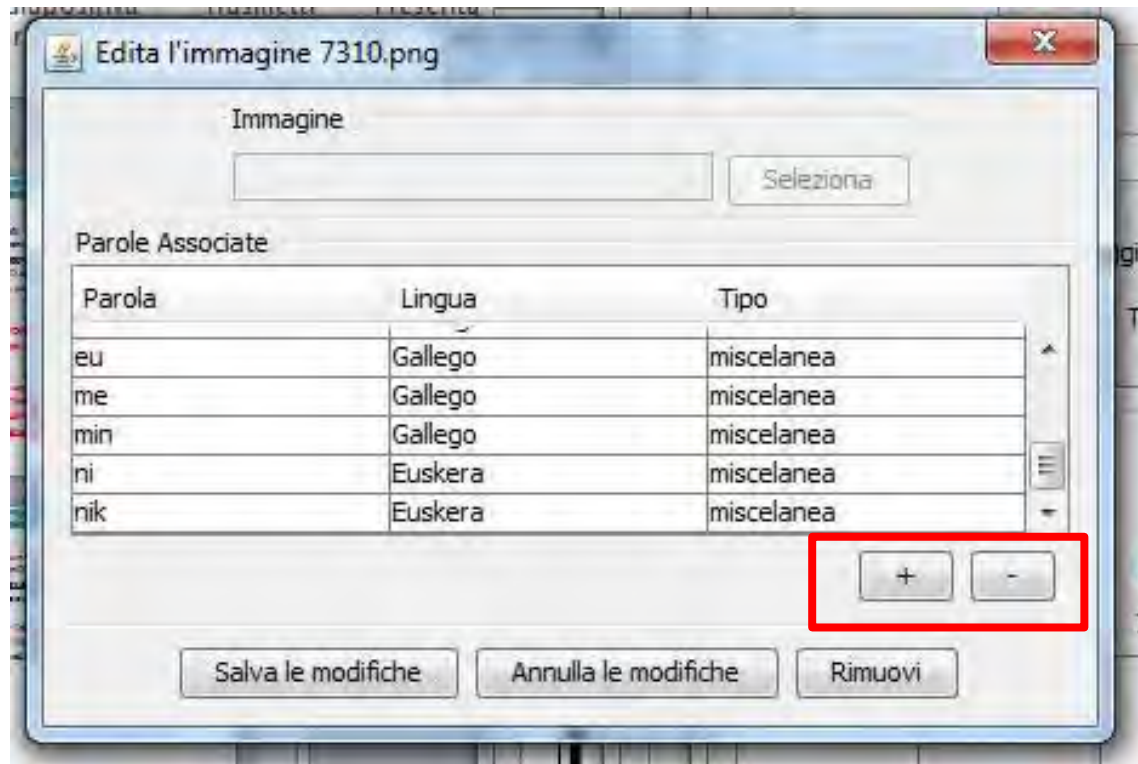 Edita l'immagine 7310.png
Immagine
Seleziona
Parole Associate
Parola Lingua Tipo
eu Gallego miscelanea
me Gallego miscelanea
min Gallego miscelanea
ni Euskera miscelanea
nik Euskera miscelanea
+ -
Salva le modifiche Annulla le modifiche Rimuovi